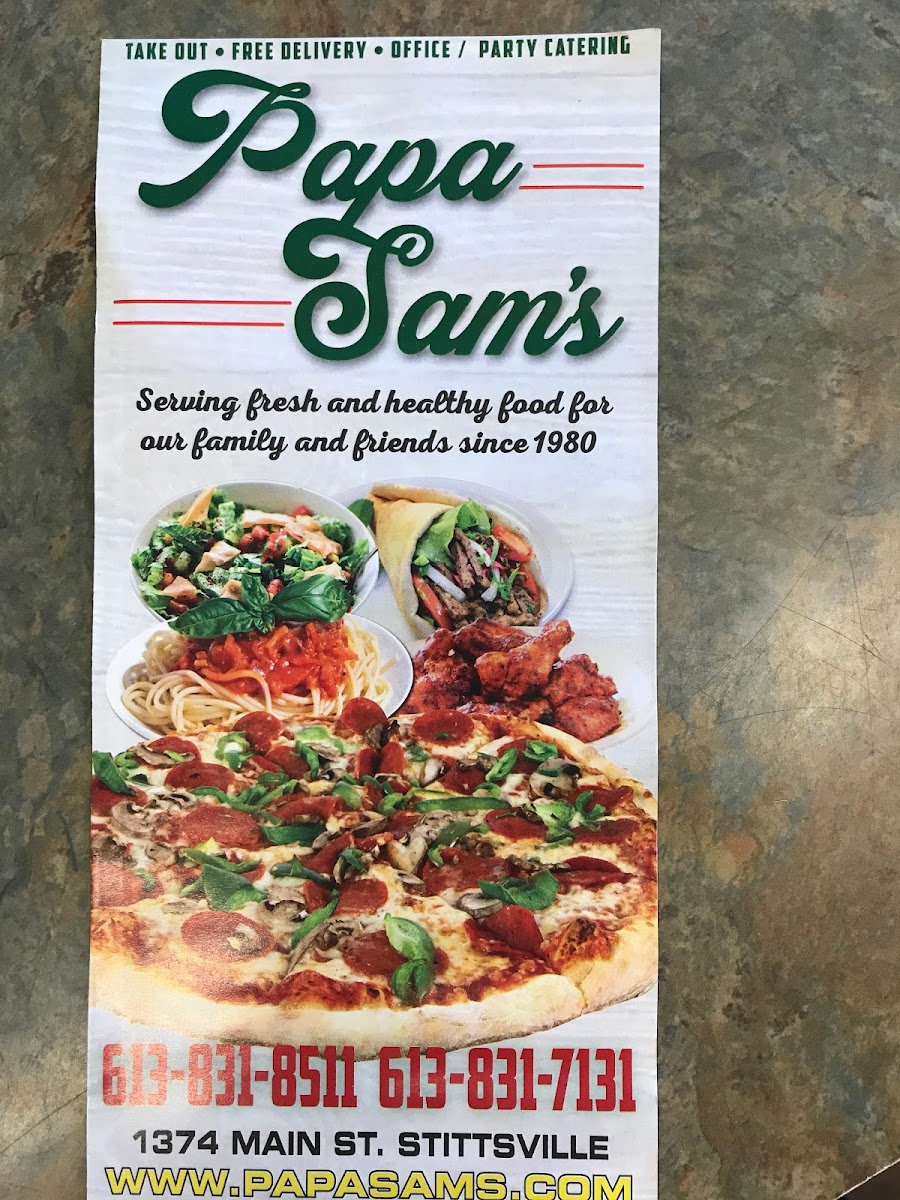 TAKE OUT • FREE DELIVERY • OFFICE / PARTY CATERING
Papa
Sam's
Serving fresh and healthy food for
our family and friends since 1980
613-831-8511 613-831-7131
1374 MAIN ST. STITTSVILLE
WWW.PAPASAMS.COM